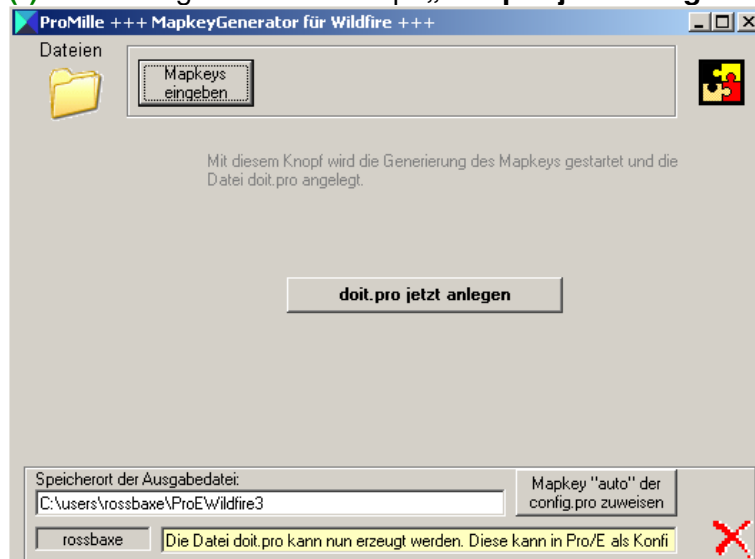 ProMille +++ MapkeyGenerator für Wildfire +++
Dateien
Mapkeys
eingeben
Mit diesem Knopf wird die Generierung des Mapkeys gestartet und die
Datei doit.pro angelegt.
doit.pro jetzt anlegen
Speicherort der Ausgabedatei:
C:\users\rossbaxe\ProEWildfire3
Mapkey "auto" der
config.pro zuweisen
rossbaxe
Die Datei doit.pro kann nun erzeugt werden. Diese kann in Pro/E als Konfi